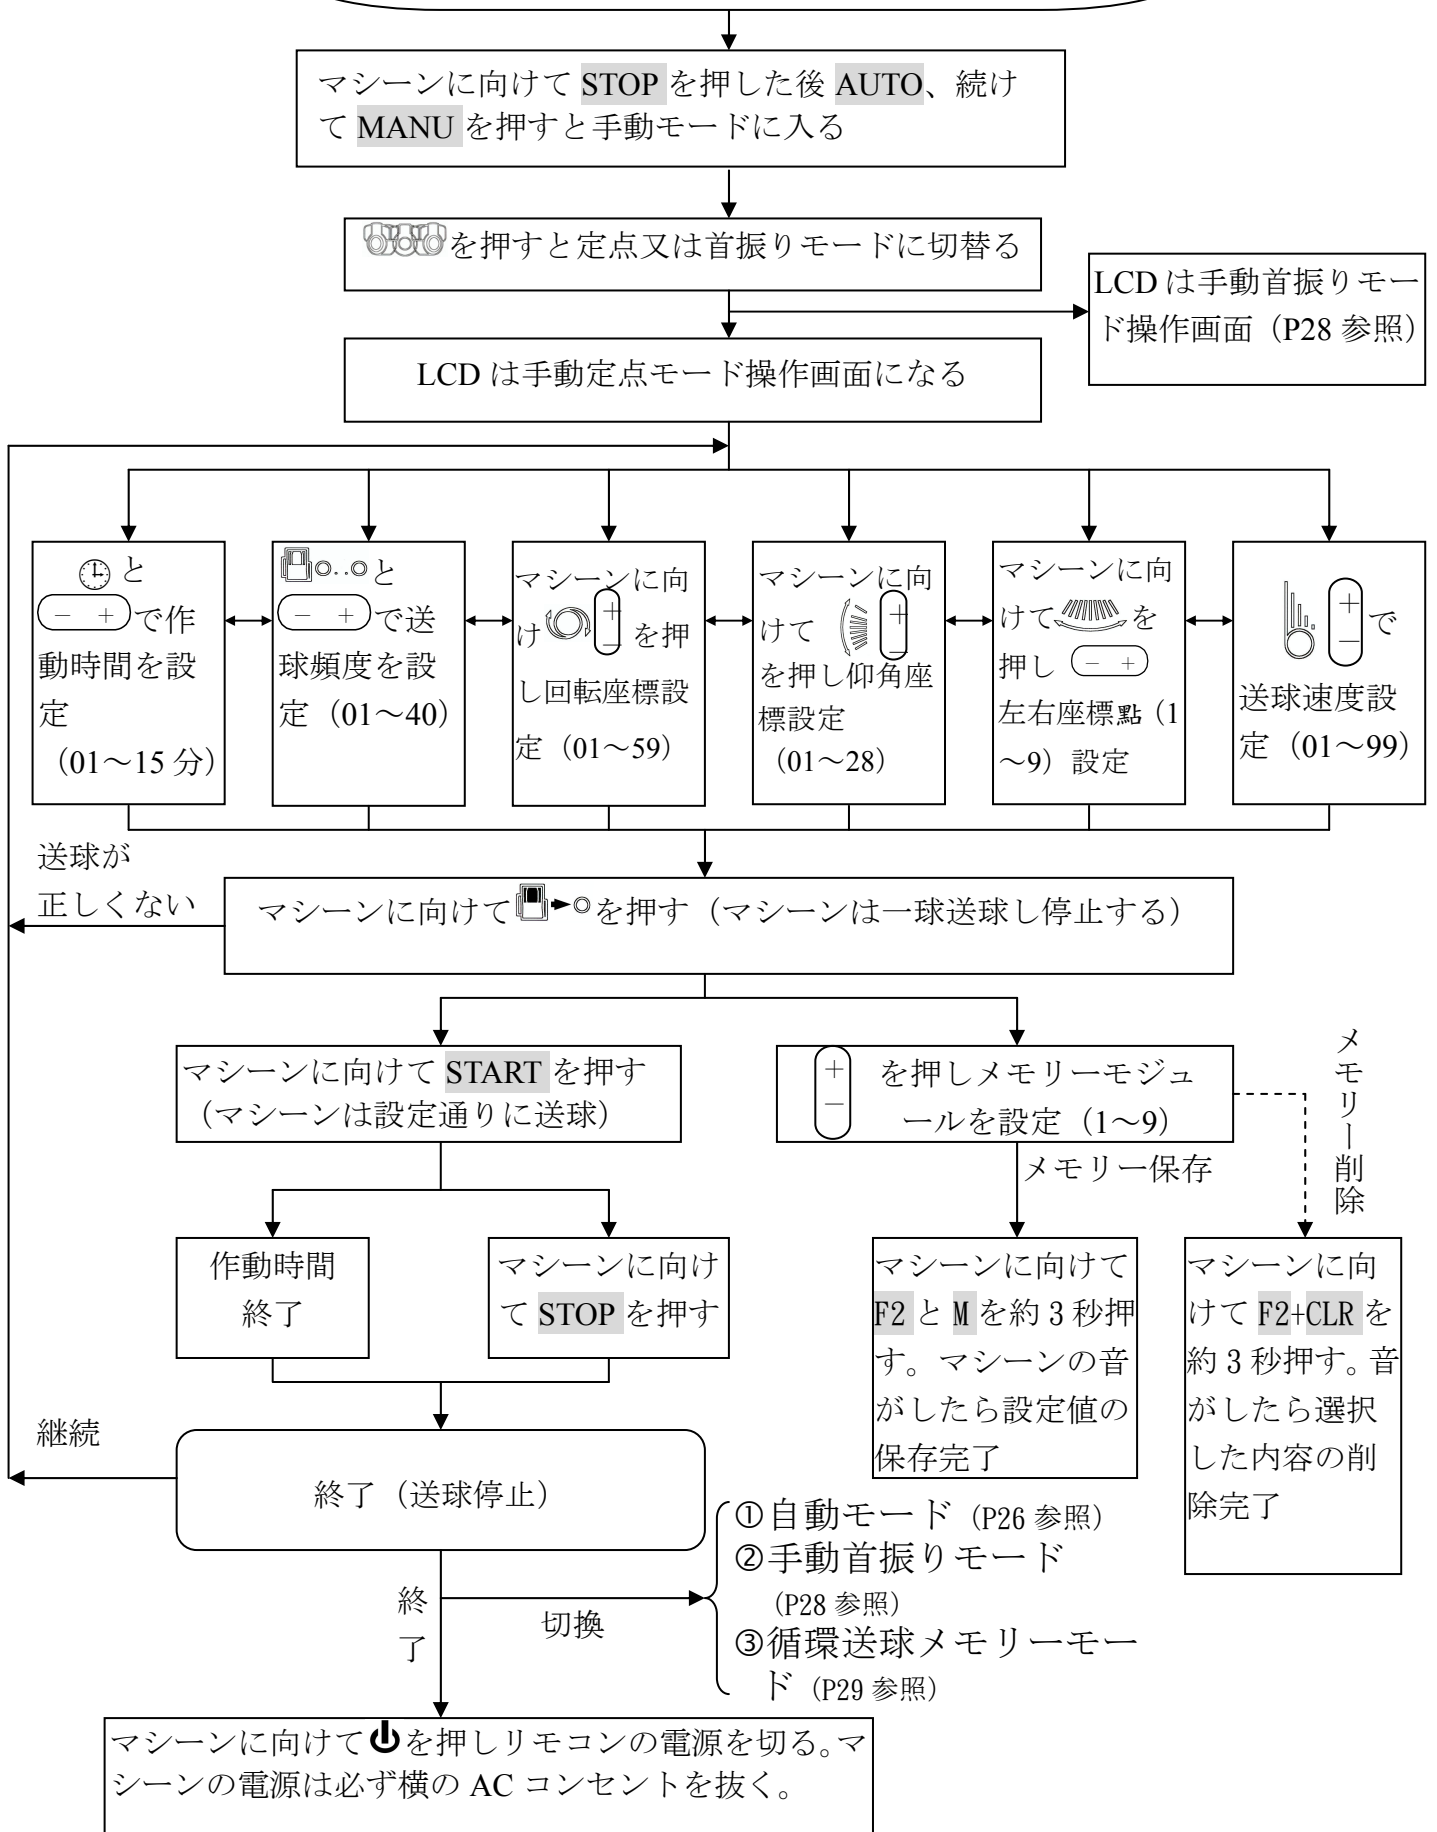 マシーンに向けて STOP を押した後 AUTO、続け
て MANU を押すと手動モードに入る
を押すと定点又は首振りモードに切替る
LCD は手動首振りモー
ド操作画面（P28 参照）
LCD は手動定点モード操作画面になる
と
− +で作
動時間を設
定
（01～15 分）
と
− +で送
球頻度を設
定（01～40）
マシーンに向
け + − を押
し回転座標設
定（01～59）
マシーンに向
けて + −
を押し仰角座
標設定
（01～28）
マシーンに向
けて を
押し − +
左右座標點（1
～9）設定
+ − で
送球速度設
定（01～99）
送球が
正しくない
マシーンに向けて を押す（マシーンは一球送球し停止する）
マシーンに向けて START を押す
（マシーンは設定通りに送球）
+ − を押しメモリーモジュ
ールを設定（1～9）
メモリー削除
メモリー保存
作動時間
終了
マシーンに向け
て STOP を押す
マシーンに向けて
F2 と M を約 3 秒押
す。マシーンの音
がしたら設定値の
保存完了
マシーンに向
けて F2+CLR を
約 3 秒押す。音
がしたら選択
した内容の削
除完了
継続
終了（送球停止）
①自動モード（P26 参照）
②手動首振りモード
（P28 参照）
③循環送球メモリーモー
ド（P29 参照）
終
了
切換
マシーンに向けて⏻を押しリモコンの電源を切る。マ
シーンの電源は必ず横の AC コンセントを抜く。